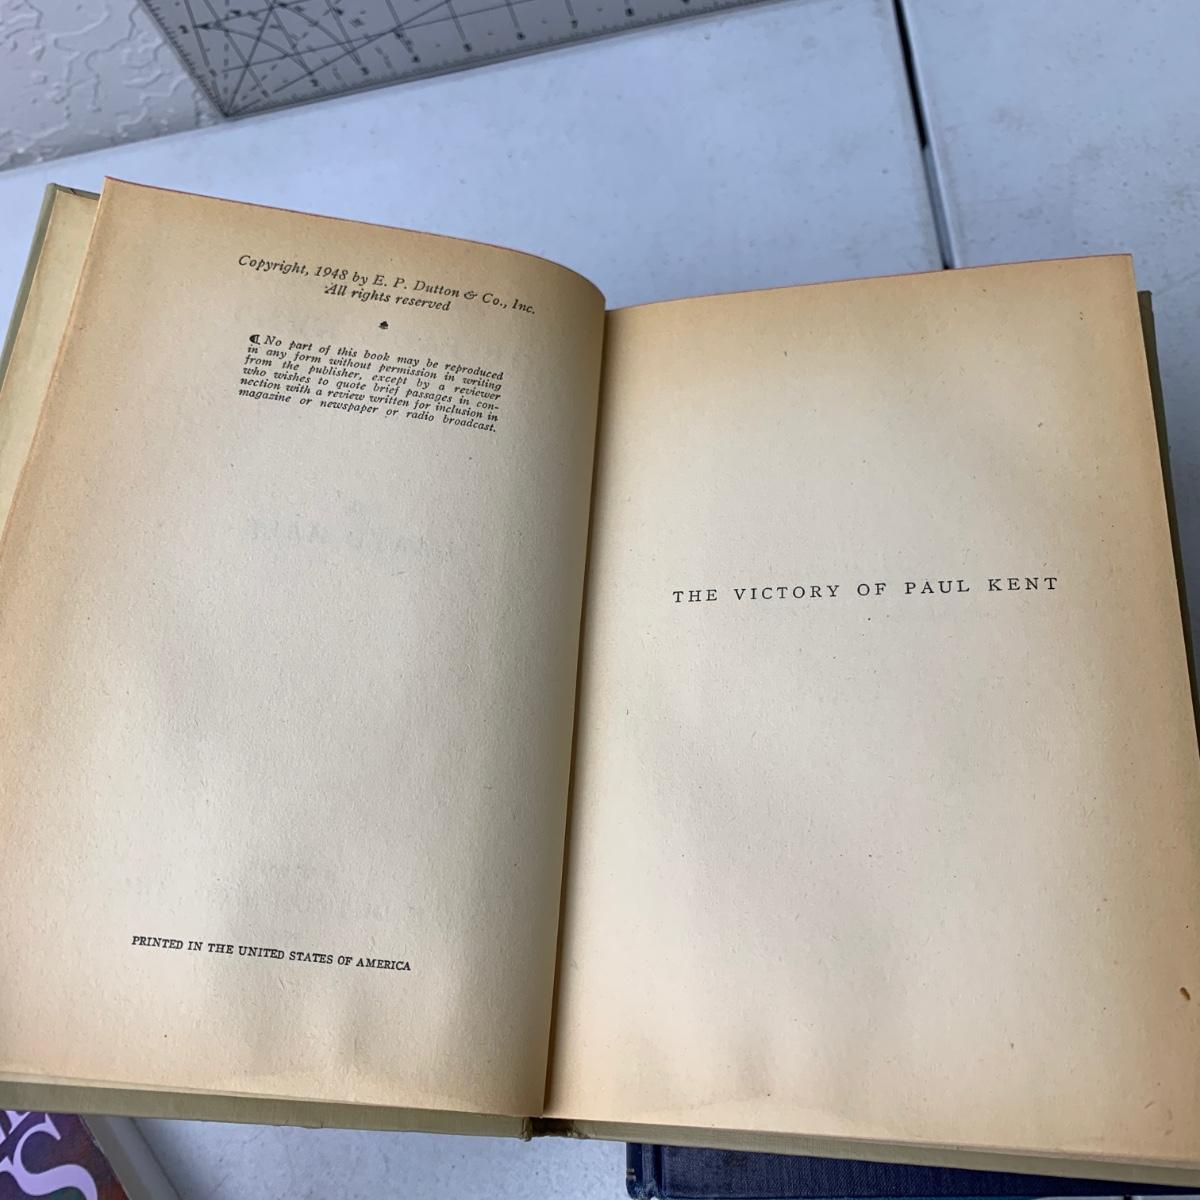 Copyright, 1948 by E. P. Dutton & Co., Inc.
All rights reserved
¶ No part of this book may be reproduced
in any form without permission in writing
from the publisher, except by a reviewer
who wishes to quote brief passages in con-
nection with a review written for inclusion in
magazine or newspaper or radio broadcast.
PRINTED IN THE UNITED STATES OF AMERICA
THE VICTORY OF PAUL KENT